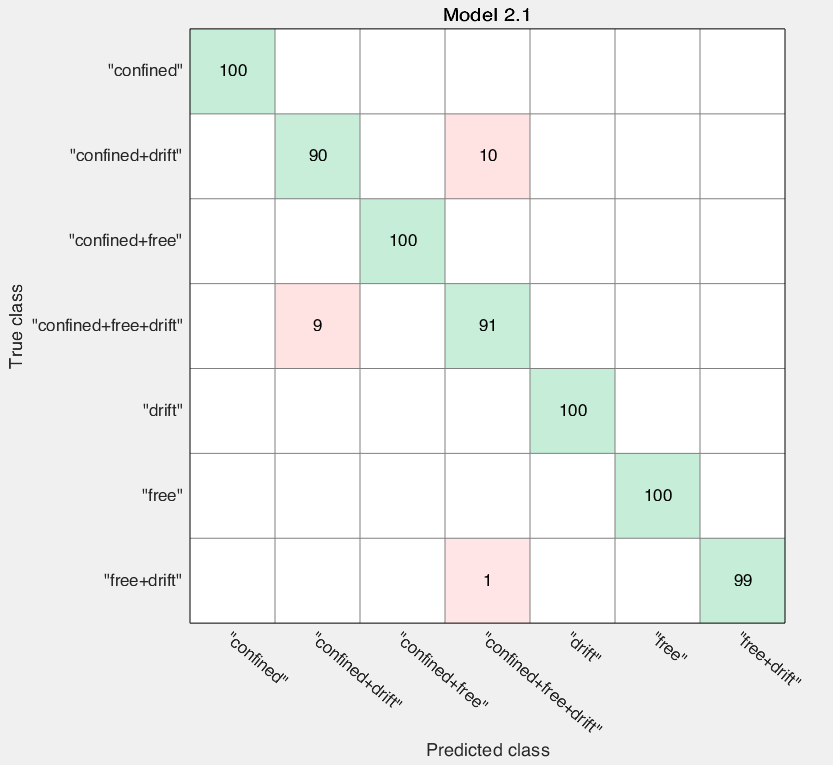 Model 2.1
True class
"confined"
100
"confined+drift"
90
10
"confined+free"
100
"confined+free+drift"
9
91
"drift"
100
"free"
100
"free+drift"
1
99
"confined"
"confined+drift"
"confined+free"
"confined+free+drift"
"drift"
"free"
"free+drift"
Predicted class